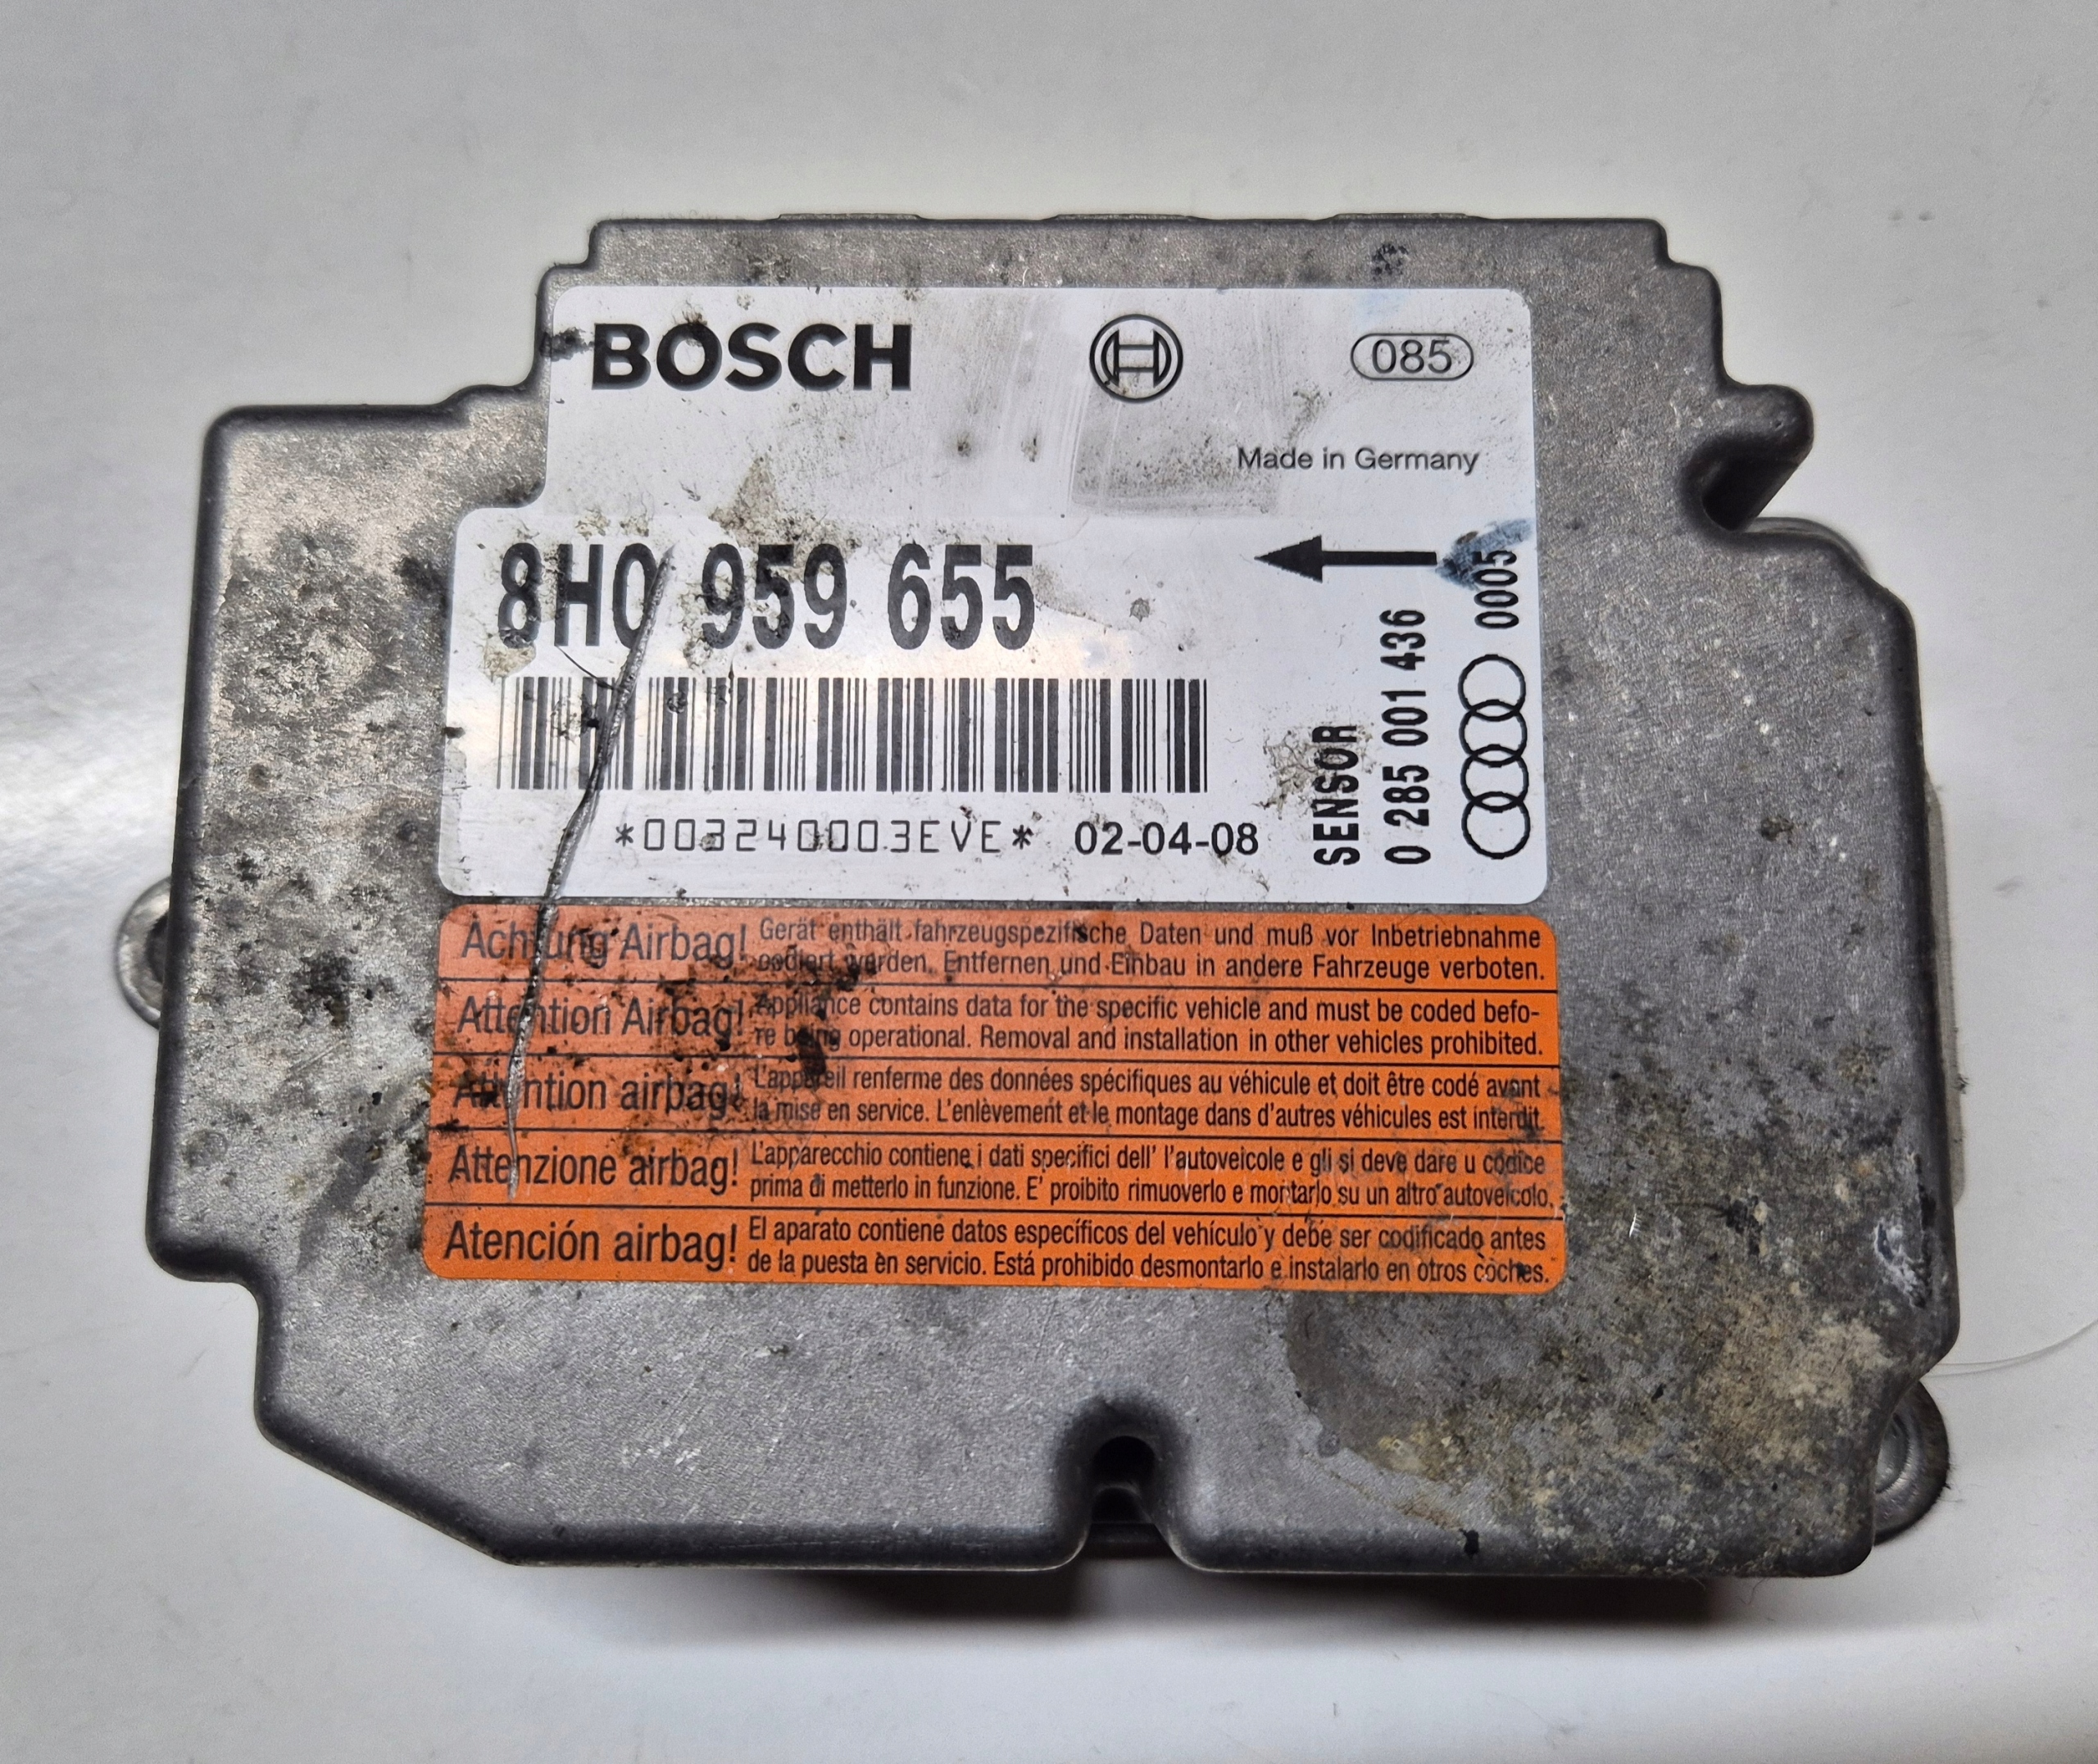 BOSCH
085
Made in Germany
8H0 959 655
*003240003EVE* 02-04-08
SENSOR
0 285 001 436
0005
Achtung Airbag! Gerät enthält fahrzeugspezifische Daten und muß vor Inbetriebnahme
codiert werden. Entfernen und Einbau in andere Fahrzeuge verboten.
Attention Airbag! Appliance contains data for the specific vehicle and must be coded befo-
re being operational. Removal and installation in other vehicles prohibited.
Attention airbag! L'appareil renferme des données spécifiques au véhicule et doit être codé avant
la mise en service. L'enlèvement et le montage dans d'autres véhicules est interdit.
Attenzione airbag! L'apparecchio contiene i dati specifici dell' l'autoveicole e gli si deve dare u codice
prima di metterlo in funzione. E' proibito rimuoverlo e montarlo su un altro autoveicolo.
Atención airbag! El aparato contiene datos específicos del vehículo y debe ser codificado antes
de la puesta en servicio. Está prohibido desmontarlo e instalarlo en otros coches.